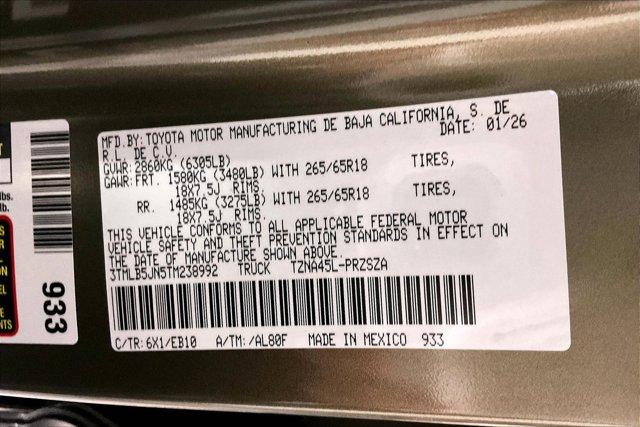 MFD. BY: TOYOTA MOTOR MANUFACTURING DE BAJA CALIFORNIA, S. DE
R.L. DE C.V. DATE: 01/26
GVWR: 2860KG (6305LB)
GAWR: FRT. 1580KG (3480LB) WITH 265/65R18 TIRES,
18X7.5J RIMS.
RR. 1485KG (3275LB) WITH 265/65R18 TIRES,
18X7.5J RIMS.
THIS VEHICLE CONFORMS TO ALL APPLICABLE FEDERAL MOTOR
VEHICLE SAFETY AND THEFT PREVENTION STANDARDS IN EFFECT ON
THE DATE OF MANUFACTURE SHOWN ABOVE.
3TMLB5JN5TM238992 TRUCK TZNA45L-PRZSZA
C/TR: 6X1/EB10 A/TM: /AL80F MADE IN MEXICO 933
933
lbs.
lb.